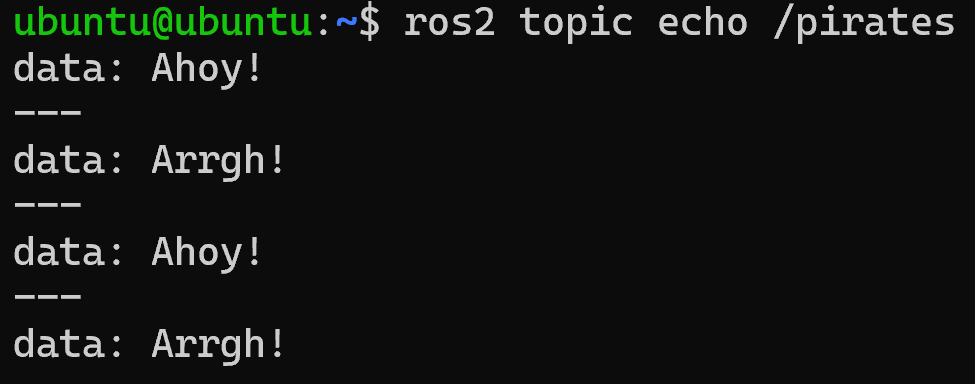 ubuntu@ubuntu:~$ ros2 topic echo /pirates
data: Ahoy!
---
data: Arrgh!
---
data: Ahoy!
---
data: Arrgh!